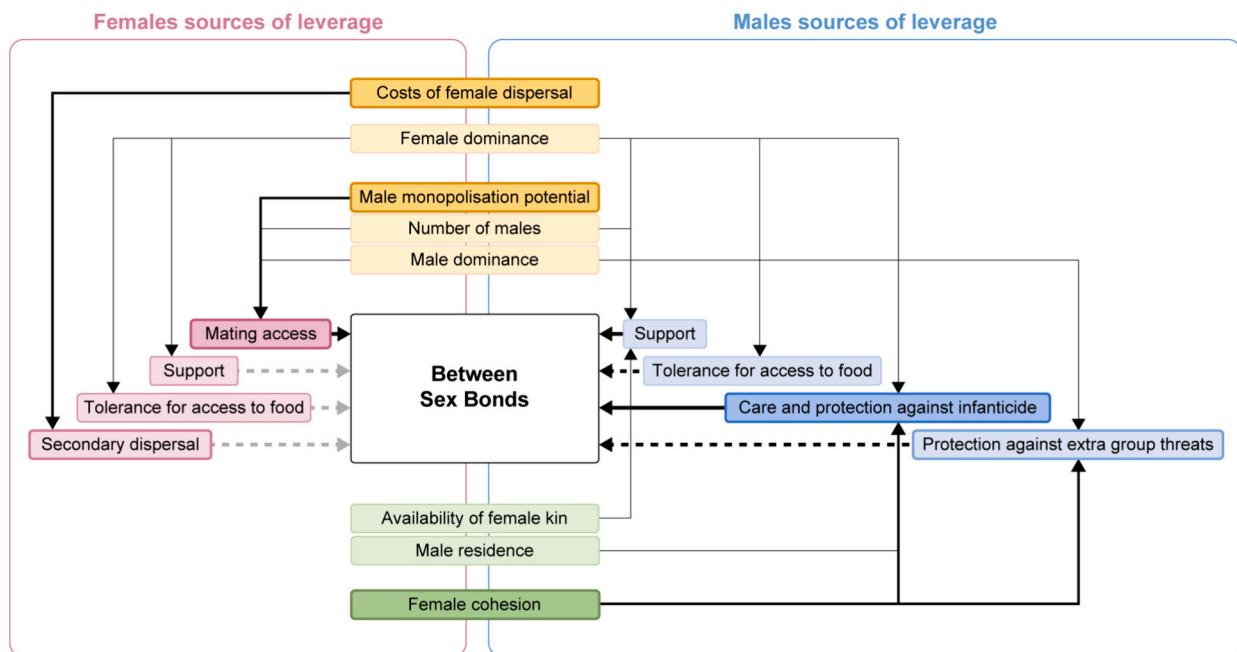 Females sources of leverage
Males sources of leverage
Costs of female dispersal
Female dominance
Male monopolisation potential
Number of males
Male dominance
Mating access
Support
Support
Tolerance for access to food
Between
Sex Bonds
Tolerance for access to food
Care and protection against infanticide
Secondary dispersal
Protection against extra group threats
Availability of female kin
Male residence
Female cohesion